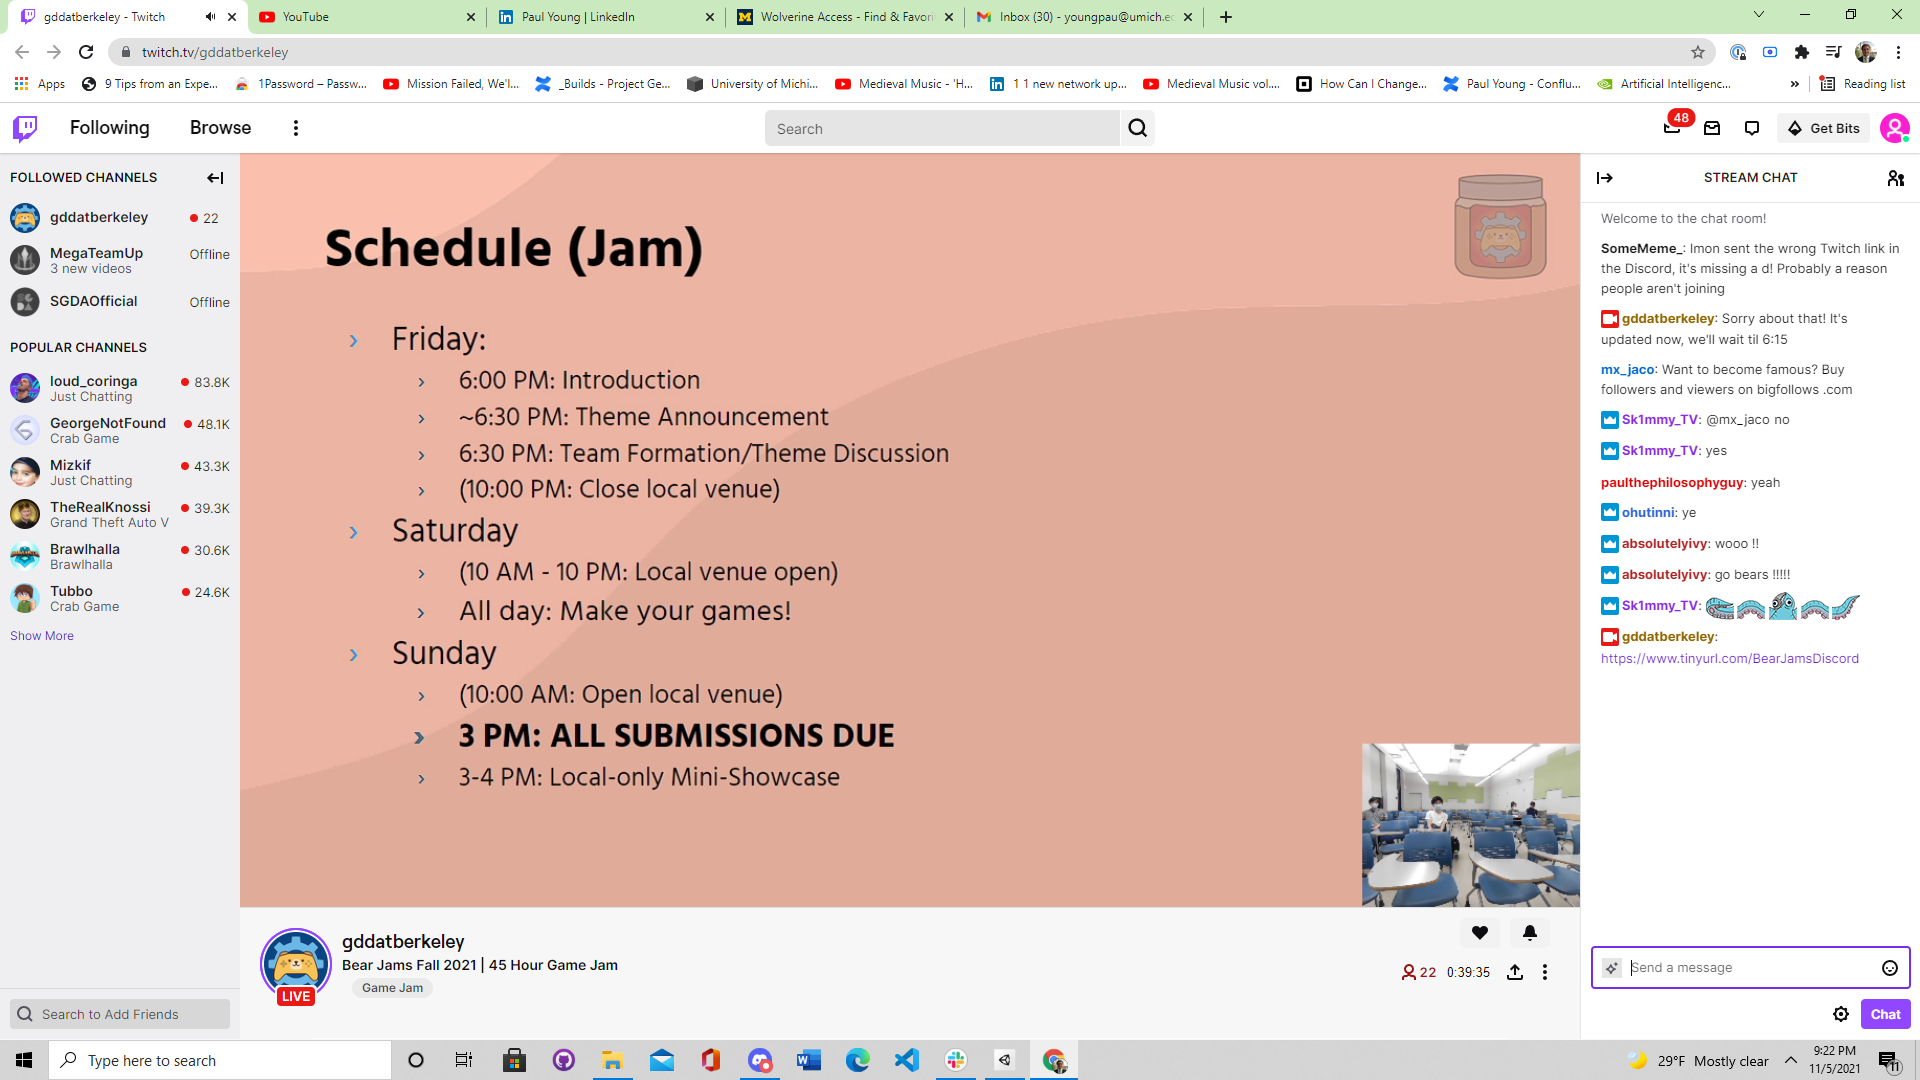 gddatberkeley - Twitch
YouTube
Paul Young | LinkedIn
Wolverine Access - Find & Favori
Inbox (30) - youngpau@umich.ed
twitch.tv/gddatberkeley
Apps
9 Tips from an Expe...
1Password – Passw...
Mission Failed, We'l...
_Builds - Project Ge...
University of Michi...
Medieval Music - 'H...
1 1 new network up...
Medieval Music vol....
How Can I Change...
Paul Young - Conflu...
Artificial Intelligenc...
»
Reading list
Following
Browse
Search
48
Get Bits
FOLLOWED CHANNELS
gddatberkeley
22
MegaTeamUp
Offline
3 new videos
SGDAOfficial
Offline
POPULAR CHANNELS
loud_coringa
83.8K
Just Chatting
GeorgeNotFound
48.1K
Crab Game
Mizkif
43.3K
Just Chatting
TheRealKnossi
39.3K
Grand Theft Auto V
Brawlhalla
30.6K
Brawlhalla
Tubbo
24.6K
Crab Game
Show More
Search to Add Friends
Schedule (Jam)
Friday:
6:00 PM: Introduction
~6:30 PM: Theme Announcement
6:30 PM: Team Formation/Theme Discussion
(10:00 PM: Close local venue)
Saturday
(10 AM - 10 PM: Local venue open)
All day: Make your games!
Sunday
(10:00 AM: Open local venue)
3 PM: ALL SUBMISSIONS DUE
3-4 PM: Local-only Mini-Showcase
gddatberkeley
Bear Jams Fall 2021 | 45 Hour Game Jam
Game Jam
LIVE
22
0:39:35
STREAM CHAT
Welcome to the chat room!
SomeMeme_: Imon sent the wrong Twitch link in
the Discord, it's missing a d! Probably a reason
people aren't joining
gddatberkeley: Sorry about that! It's
updated now, we'll wait til 6:15
mx_jaco: Want to become famous? Buy
followers and viewers on bigfollows .com
Sk1mmy_TV: @mx_jaco no
Sk1mmy_TV: yes
paulthephilosophyguy: yeah
ohutinni: ye
absolutelyivy: wooo !!
absolutelyivy: go bears !!!!!
Sk1mmy_TV:
gddatberkeley:
https://www.tinyurl.com/BearJamsDiscord
Send a message
Chat
Type here to search
29°F Mostly clear
9:22 PM
11/5/2021
11